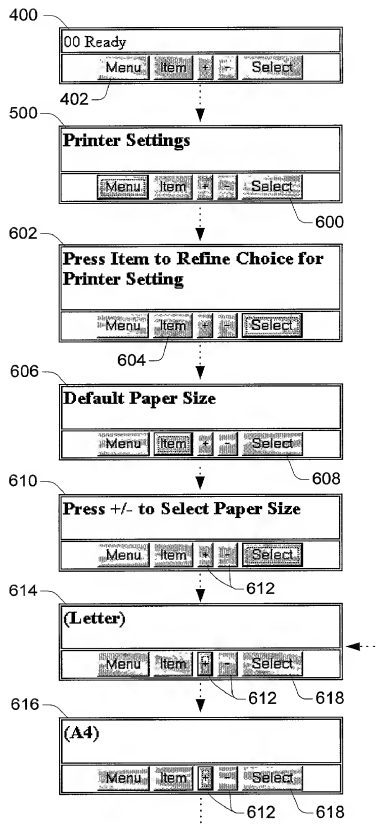 400
00 Ready
Menu Item + - Select
402
500
Printer Settings
Menu Item + - Select
600
602
Press Item to Refine Choice for
Printer Setting
Menu Item + - Select
604
606
Default Paper Size
Menu Item + - Select
608
610
Press +/- to Select Paper Size
Menu Item + - Select
612
614
(Letter)
Menu Item + - Select
612 618
616
(A4)
Menu Item + - Select
612 618